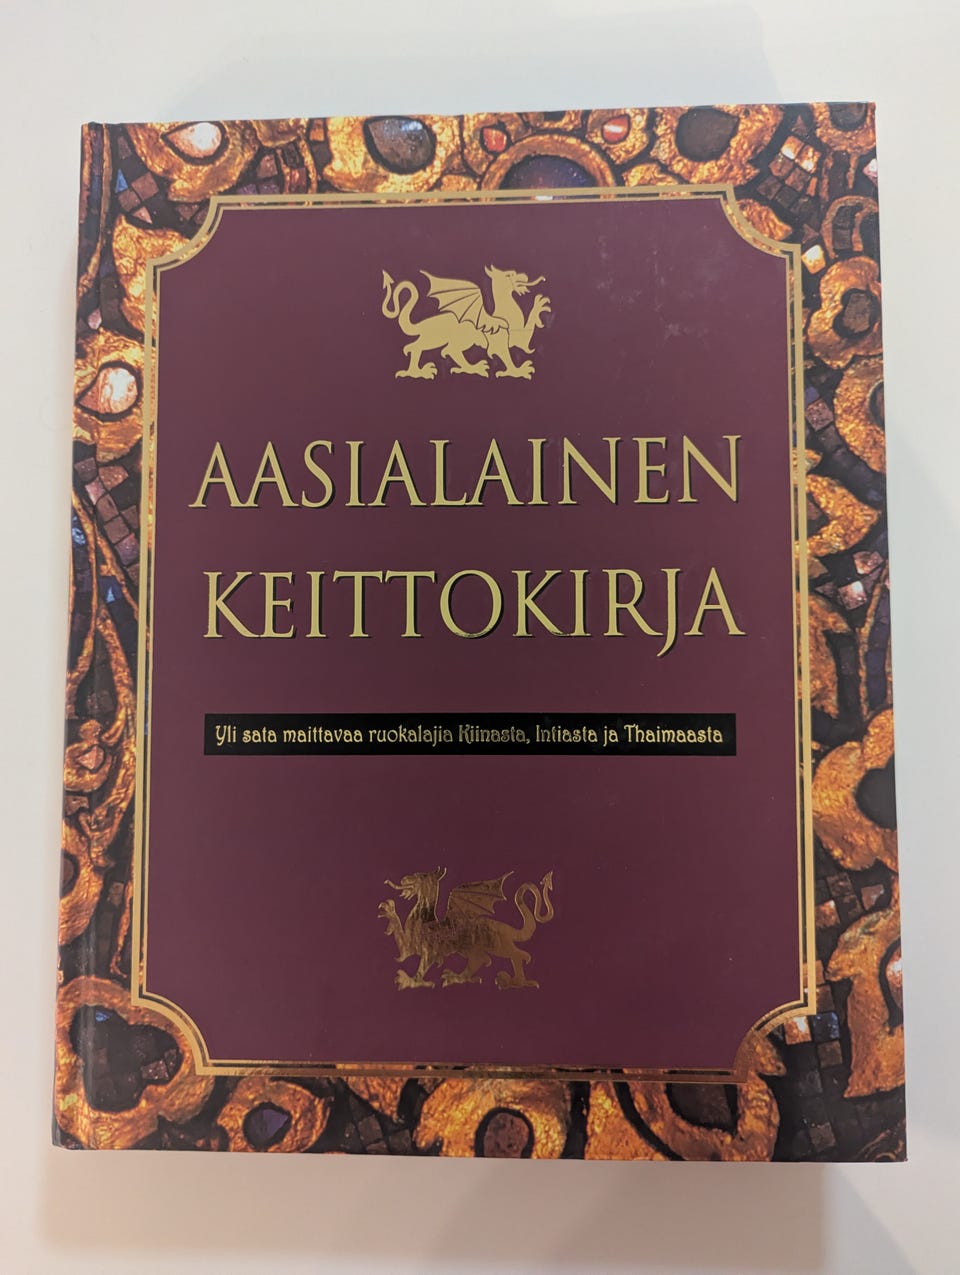 AASIALAINEN
KEITTOKIRJA
Yli sata maittavaa ruokalajia Kiinasta, Intiasta ja Thaimaasta